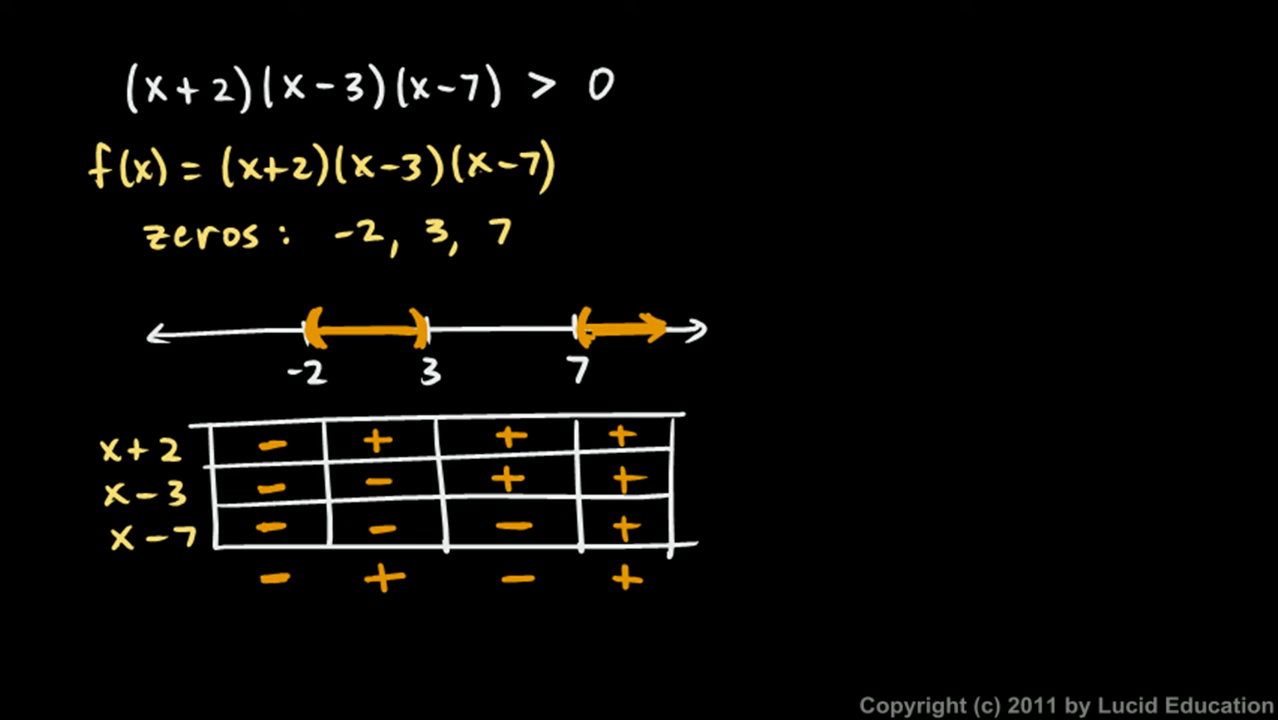 (x+2)(x-3)(x-7) > 0
f(x) = (x+2)(x-3)(x-7)
zeros: -2, 3, 7
-2 3 7
x+2 - + + +
x-3 - - + +
x-7 - - - +
- + - +
Copyright (c) 2011 by Lucid Education